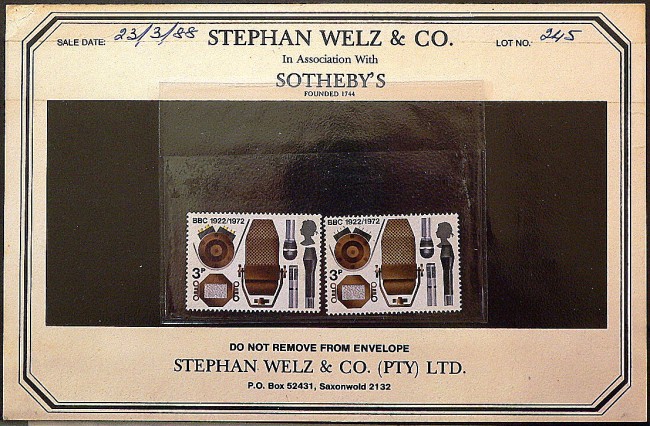 SALE DATE: 23/3/88
STEPHAN WELZ & CO.
LOT NO. 245
In Association With
SOTHEBY'S
FOUNDED 1744
BBC 1922/1972
3P
BBC 1922/1972
3P
DO NOT REMOVE FROM ENVELOPE
STEPHAN WELZ & CO. (PTY) LTD.
P.O. Box 52431, Saxonwold 2132